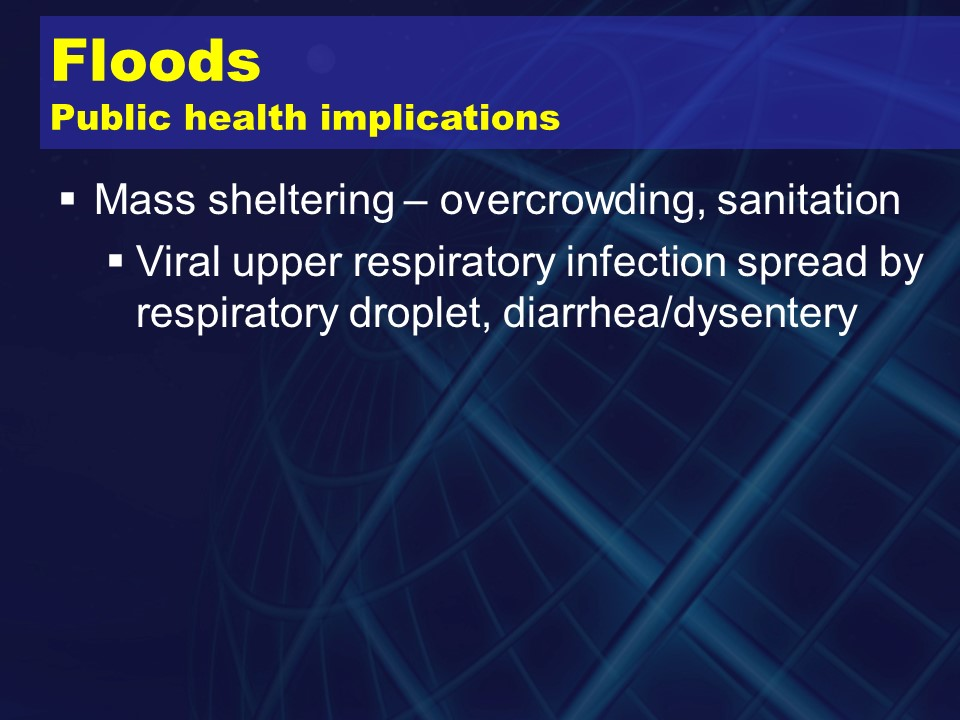 Floods
Public health implications
▪ Mass sheltering – overcrowding, sanitation
▪ Viral upper respiratory infection spread by
respiratory droplet, diarrhea/dysentery